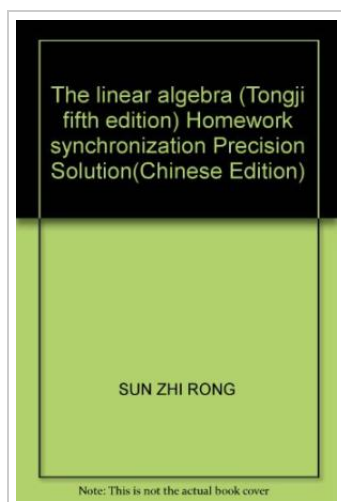 The linear algebra (Tongji
fifth edition) Homework
synchronization Precision
Solution(Chinese Edition)
SUN ZHI RONG
Note: This is not the actual book cover